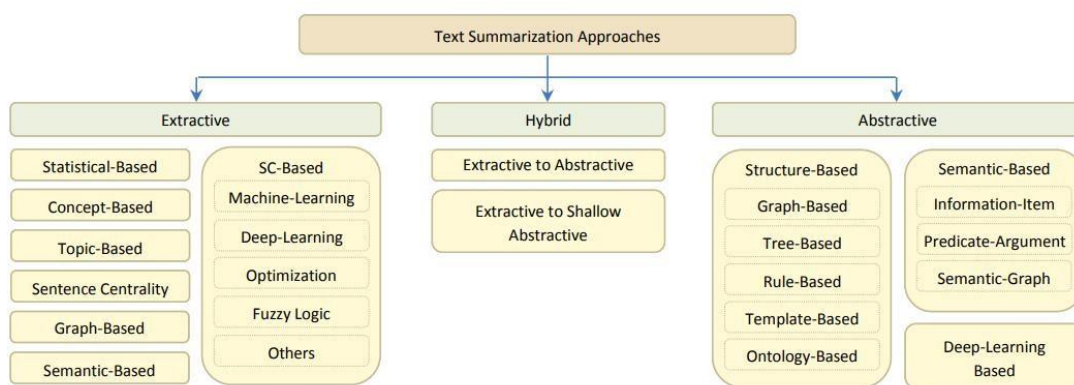 Text Summarization Approaches
Extractive
Statistical-Based
Concept-Based
Topic-Based
Sentence Centrality
Graph-Based
Semantic-Based
SC-Based
Machine-Learning
Deep-Learning
Optimization
Fuzzy Logic
Others
Hybrid
Extractive to Abstractive
Extractive to Shallow
Abstractive
Abstractive
Structure-Based
Graph-Based
Tree-Based
Rule-Based
Template-Based
Ontology-Based
Semantic-Based
Information-Item
Predicate-Argument
Semantic-Graph
Deep-Learning
Based